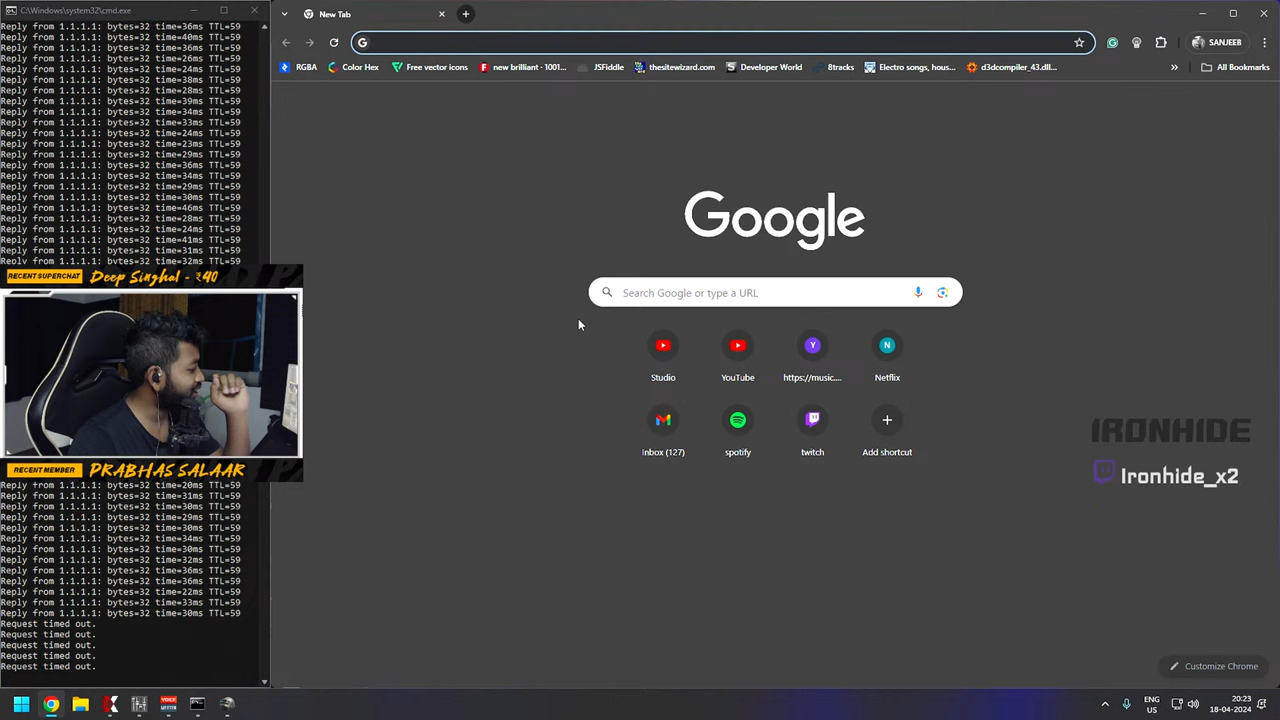 C:\Windows\system32\cmd.exe
Reply from 1.1.1.1: bytes=32 time=36ms TTL=59
Reply from 1.1.1.1: bytes=32 time=40ms TTL=59
Reply from 1.1.1.1: bytes=32 time=36ms TTL=59
Reply from 1.1.1.1: bytes=32 time=26ms TTL=59
Reply from 1.1.1.1: bytes=32 time=24ms TTL=59
Reply from 1.1.1.1: bytes=32 time=38ms TTL=59
Reply from 1.1.1.1: bytes=32 time=28ms TTL=59
Reply from 1.1.1.1: bytes=32 time=39ms TTL=59
Reply from 1.1.1.1: bytes=32 time=34ms TTL=59
Reply from 1.1.1.1: bytes=32 time=33ms TTL=59
Reply from 1.1.1.1: bytes=32 time=24ms TTL=59
Reply from 1.1.1.1: bytes=32 time=23ms TTL=59
Reply from 1.1.1.1: bytes=32 time=29ms TTL=59
Reply from 1.1.1.1: bytes=32 time=36ms TTL=59
Reply from 1.1.1.1: bytes=32 time=34ms TTL=59
Reply from 1.1.1.1: bytes=32 time=29ms TTL=59
Reply from 1.1.1.1: bytes=32 time=30ms TTL=59
Reply from 1.1.1.1: bytes=32 time=46ms TTL=59
Reply from 1.1.1.1: bytes=32 time=28ms TTL=59
Reply from 1.1.1.1: bytes=32 time=24ms TTL=59
Reply from 1.1.1.1: bytes=32 time=41ms TTL=59
Reply from 1.1.1.1: bytes=32 time=31ms TTL=59
Reply from 1.1.1.1: bytes=32 time=32ms TTL=59
RECENT SUPERCHAT Deep Singhal - ₹40
RECENT MEMBER PRABHAS SALAAR
Reply from 1.1.1.1: bytes=32 time=20ms TTL=59
Reply from 1.1.1.1: bytes=32 time=31ms TTL=59
Reply from 1.1.1.1: bytes=32 time=30ms TTL=59
Reply from 1.1.1.1: bytes=32 time=29ms TTL=59
Reply from 1.1.1.1: bytes=32 time=30ms TTL=59
Reply from 1.1.1.1: bytes=32 time=34ms TTL=59
Reply from 1.1.1.1: bytes=32 time=30ms TTL=59
Reply from 1.1.1.1: bytes=32 time=32ms TTL=59
Reply from 1.1.1.1: bytes=32 time=36ms TTL=59
Reply from 1.1.1.1: bytes=32 time=36ms TTL=59
Reply from 1.1.1.1: bytes=32 time=22ms TTL=59
Reply from 1.1.1.1: bytes=32 time=33ms TTL=59
Reply from 1.1.1.1: bytes=32 time=30ms TTL=59
Request timed out.
Request timed out.
Request timed out.
Request timed out.
Request timed out.
New Tab
SANJEEB
RGBA Color Hex Free vector icons new brilliant - 1001... JSFiddle thesitewizard.com Developer World 8tracks Electro songs, hous... d3dcompiler_43.dll... » All Bookmarks
Google
Search Google or type a URL
Studio YouTube https://music.... Netflix
Inbox (127) spotify twitch Add shortcut
IRONHIDE
Ironhide_x2
Customize Chrome
ENG
US
20:23
18-04-2024